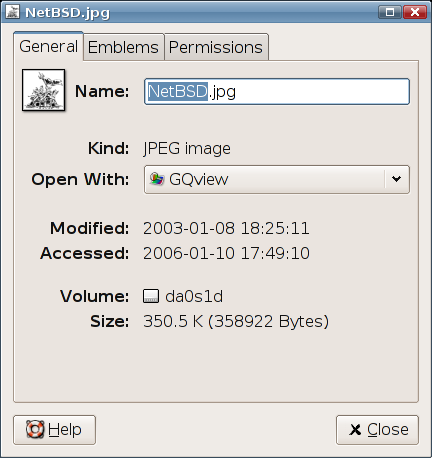 NetBSD.jpg
General Emblems Permissions
Name: NetBSD.jpg
Kind: JPEG image
Open With: GQview
Modified: 2003-01-08 18:25:11
Accessed: 2006-01-10 17:49:10
Volume: da0s1d
Size: 350.5 K (358922 Bytes)
Help Close